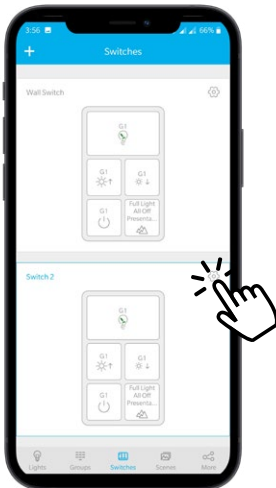 3:56 66%
+ Switches
Wall Switch
G1
G1 G1
G1 Full Light
All Off
Presenta...
Switch 2
G1
G1 G1
G1 Full Light
All Off
Presenta...
Lights Groups Switches Scenes More